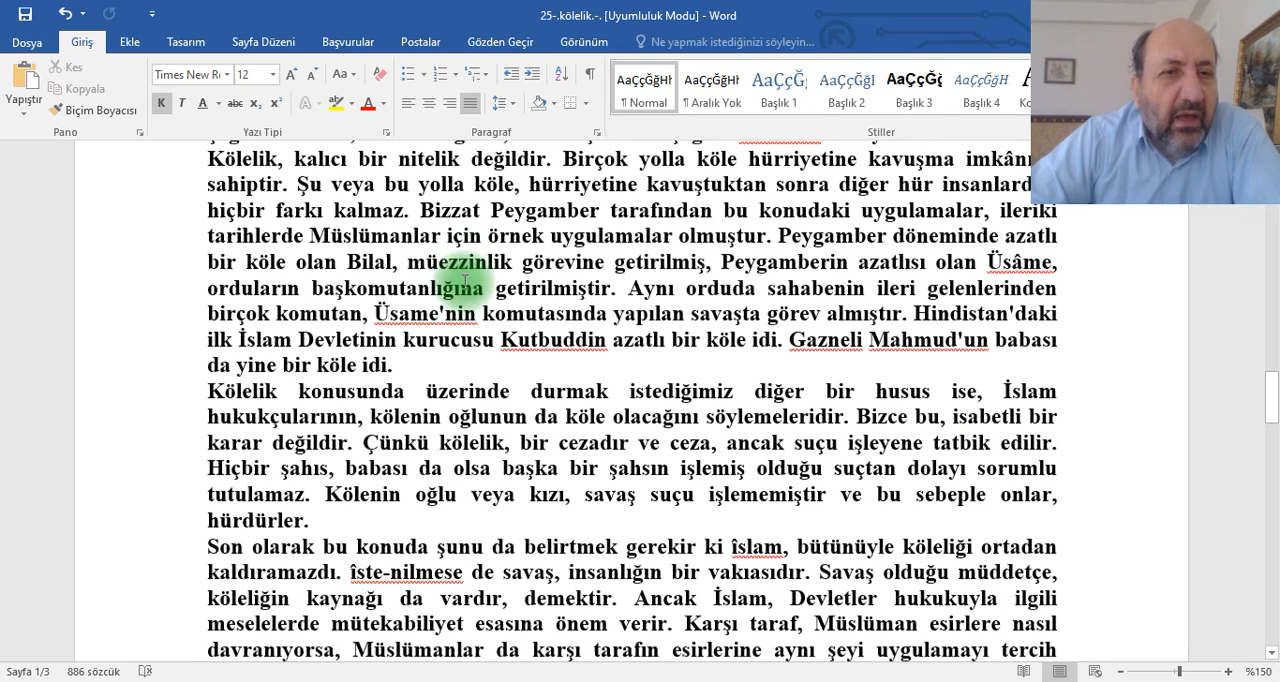 25-.kölelik.-. [Uyumluluk Modu] - Word
Dosya Giriş Ekle Tasarım Sayfa Düzeni Başvurular Postalar Gözden Geçir Görünüm Ne yapmak istediğinizi söyleyin...
Yapıştır
Kes
Kopyala
Biçim Boyacısı
Times New Ro 12
K T A abc x₂ x²
AaÇçĞğHł AaÇçĞğHł AaÇçĞ AaÇçĞğI AaÇçĞğ AaÇçĞğH
¶ Normal ¶ Aralık Yok Başlık 1 Başlık 2 Başlık 3 Başlık 4
Pano Yazı Tipi Paragraf Stiller
Kölelik, kalıcı bir nitelik değildir. Birçok yolla köle hürriyetine kavuşma imkân
sahiptir. Şu veya bu yolla köle, hürriyetine kavuştuktan sonra diğer hür insanlard
hiçbir farkı kalmaz. Bizzat Peygamber tarafından bu konudaki uygulamalar, ileriki
tarihlerde Müslümanlar için örnek uygulamalar olmuştur. Peygamber döneminde azatlı
bir köle olan Bilal, müezzinlik görevine getirilmiş, Peygamberin azatlısı olan Üsâme,
orduların başkomutanlığına getirilmiştir. Aynı orduda sahabenin ileri gelenlerinden
birçok komutan, Üsame'nin komutasında yapılan savaşta görev almıştır. Hindistan'daki
ilk İslam Devletinin kurucusu Kutbuddin azatlı bir köle idi. Gazneli Mahmud'un babası
da yine bir köle idi.
Kölelik konusunda üzerinde durmak istediğimiz diğer bir husus ise, İslam
hukukçularının, kölenin oğlunun da köle olacağını söylemeleridir. Bizce bu, isabetli bir
karar değildir. Çünkü kölelik, bir cezadır ve ceza, ancak suçu işleyene tatbik edilir.
Hiçbir şahıs, babası da olsa başka bir şahsın işlemiş olduğu suçtan dolayı sorumlu
tutulamaz. Kölenin oğlu veya kızı, savaş suçu işlememiştir ve bu sebeple onlar,
hürdürler.
Son olarak bu konuda şunu da belirtmek gerekir ki îslam, bütünüyle köleliği ortadan
kaldıramazdı. îste-nilmese de savaş, insanlığın bir vakıasıdır. Savaş olduğu müddetçe,
köleliğin kaynağı da vardır, demektir. Ancak İslam, Devletler hukukuyla ilgili
meselelerde mütekabiliyet esasına önem verir. Karşı taraf, Müslüman esirlere nasıl
davranıyorsa, Müslümanlar da karşı tarafın esirlerine aynı şeyi uygulamayı tercih
Sayfa 1/3 886 sözcük %150